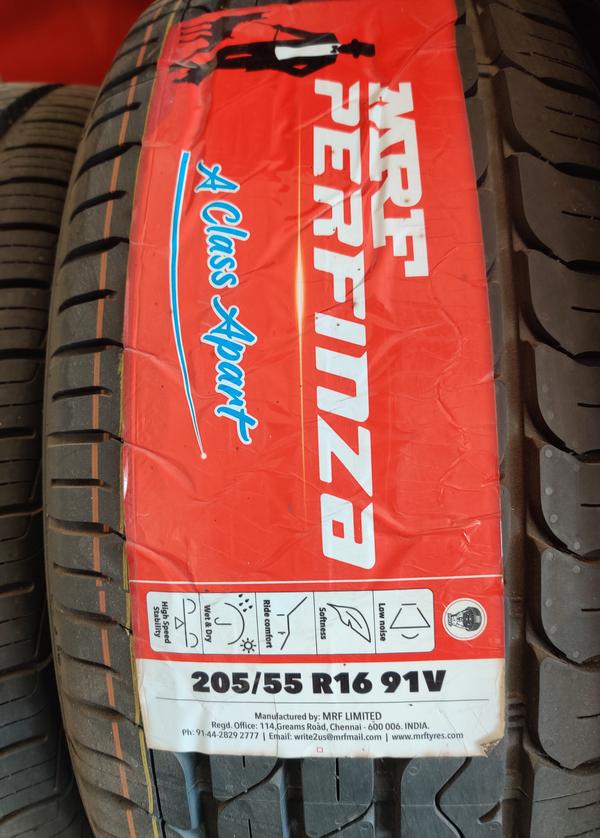 MRF
PERFINZA
A Class Apart
Low noise
Softness
Ride comfort
Wet & Dry
High Speed
Stability
205/55 R16 91V
Manufactured by: MRF LIMITED
Regd. Office: 114,Greams Road, Chennai - 600 006. INDIA.
Ph: 91-44-2829 2777 | Email: write2us@mrfmail.com | www.mrftyres.com